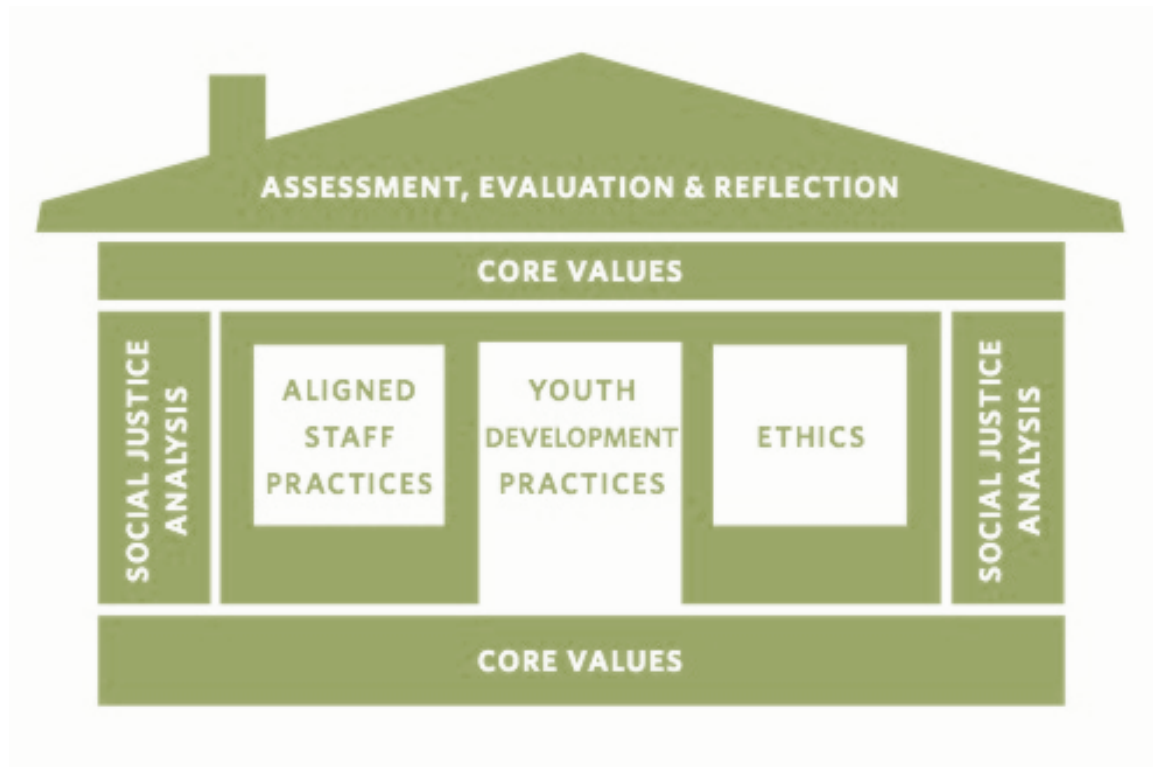 ASSESSMENT, EVALUATION & REFLECTION
CORE VALUES
SOCIAL JUSTICE
ANALYSIS
ALIGNED
STAFF
PRACTICES
YOUTH
DEVELOPMENT
PRACTICES
ETHICS
SOCIAL JUSTICE
ANALYSIS
CORE VALUES